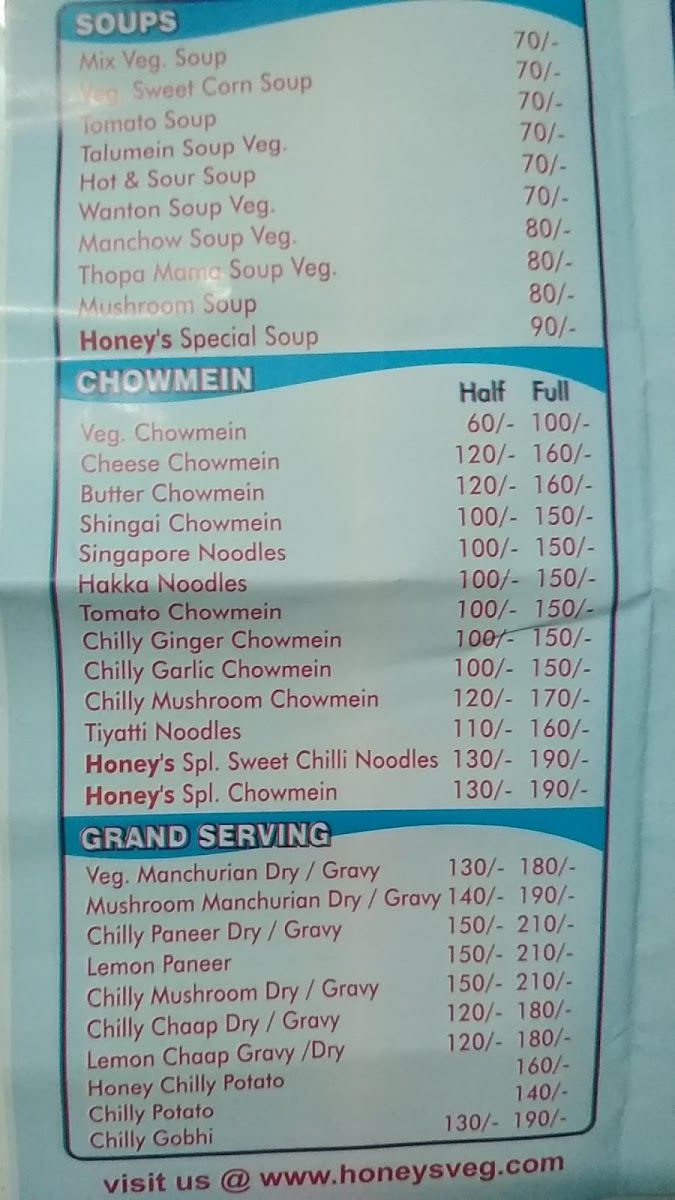 SOUPS
Mix Veg. Soup 70/-
Veg. Sweet Corn Soup 70/-
Tomato Soup 70/-
Talumein Soup Veg. 70/-
Hot & Sour Soup 70/-
Wanton Soup Veg. 70/-
Manchow Soup Veg. 80/-
Thopa Mama Soup Veg. 80/-
Mushroom Soup 80/-
Honey's Special Soup 90/-
CHOWMEIN
Half Full
Veg. Chowmein 60/- 100/-
Cheese Chowmein 120/- 160/-
Butter Chowmein 120/- 160/-
Shingai Chowmein 100/- 150/-
Singapore Noodles 100/- 150/-
Hakka Noodles 100/- 150/-
Tomato Chowmein 100/- 150/-
Chilly Ginger Chowmein 100/- 150/-
Chilly Garlic Chowmein 100/- 150/-
Chilly Mushroom Chowmein 120/- 170/-
Tiyatti Noodles 110/- 160/-
Honey's Spl. Sweet Chilli Noodles 130/- 190/-
Honey's Spl. Chowmein 130/- 190/-
GRAND SERVING
Veg. Manchurian Dry / Gravy 130/- 180/-
Mushroom Manchurian Dry / Gravy 140/- 190/-
Chilly Paneer Dry / Gravy 150/- 210/-
Lemon Paneer 150/- 210/-
Chilly Mushroom Dry / Gravy 150/- 210/-
Chilly Chaap Dry / Gravy 120/- 180/-
Lemon Chaap Gravy /Dry 120/- 180/-
Honey Chilly Potato 160/-
Chilly Potato 140/-
Chilly Gobhi 130/- 190/-
visit us @ www.honeysveg.com